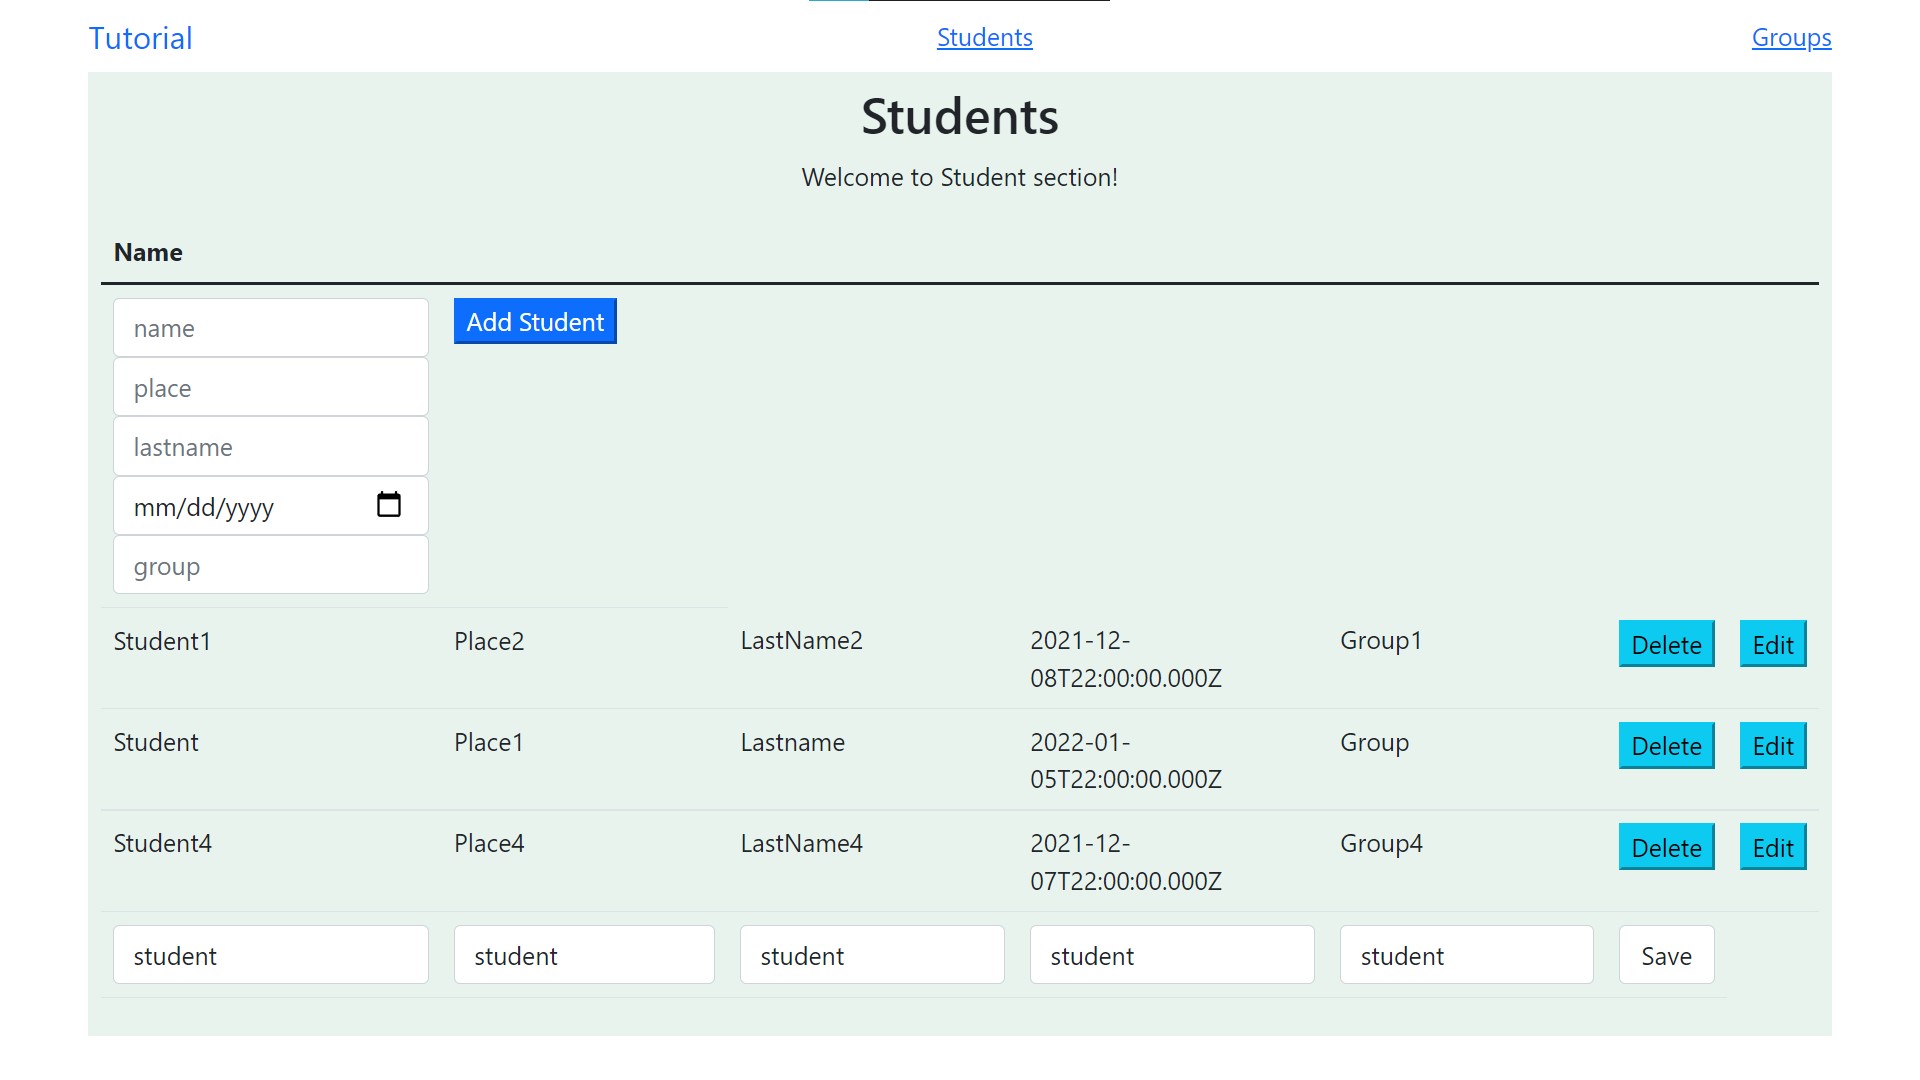 Tutorial Students Groups
Students
Welcome to Student section!
Name
name Add Student
place
lastname
mm/dd/yyyy
group
Student1 Place2 LastName2 2021-12- Group1 Delete Edit
08T22:00:00.000Z
Student Place1 Lastname 2022-01- Group Delete Edit
05T22:00:00.000Z
Student4 Place4 LastName4 2021-12- Group4 Delete Edit
07T22:00:00.000Z
student student student student student Save